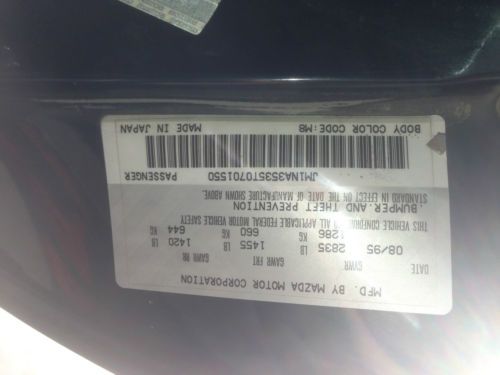 MFD. BY MAZDA MOTOR CORPORATION
DATE GVWR GAWR FRT GAWR RR
08/95 2835 LB 1455 LB 1420 LB
1286 KG 660 KG 644 KG
THIS VEHICLE CONFORMS TO ALL APPLICABLE FEDERAL MOTOR VEHICLE SAFETY
BUMPER.AND THEFT PREVENTION
STANDARD IN EFFECT ON DATE OF MANUFACTURE SHOWN
JM1NA3535T0701550 PASSENGER
BODY COLOR CODE:M8 MADE IN JAPAN